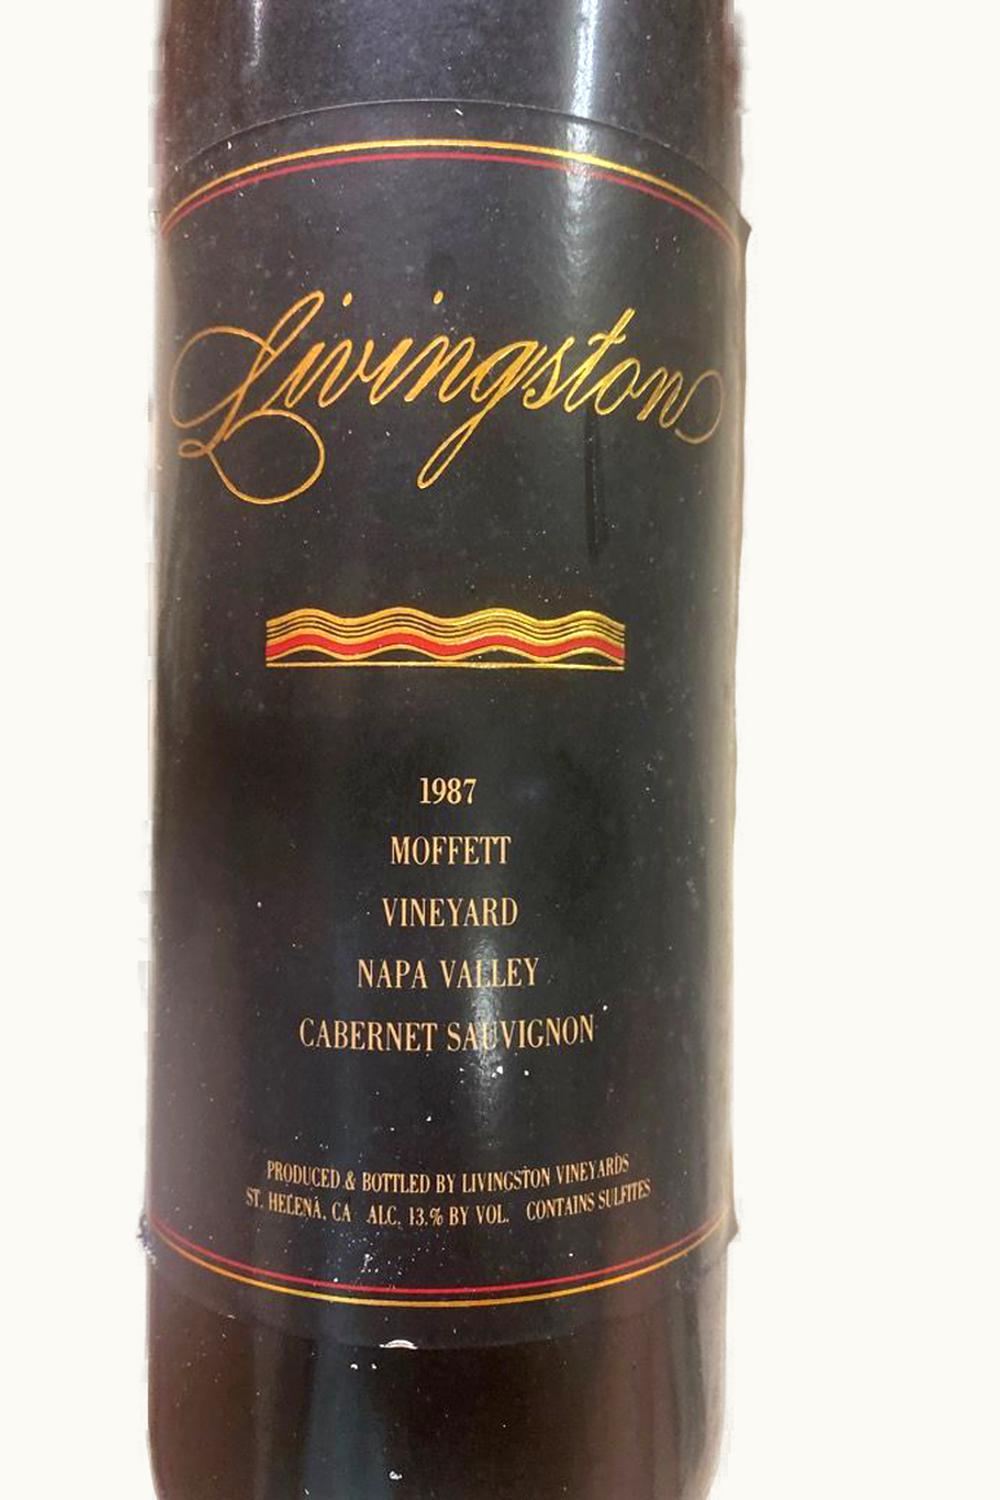 Livingston
1987
MOFFETT
VINEYARD
NAPA VALLEY
CABERNET SAUVIGNON
PRODUCED & BOTTLED BY LIVINGSTON VINEYARDS
ST. HELENA, CA ALC. 13.% BY VOL. CONTAINS SULFITES